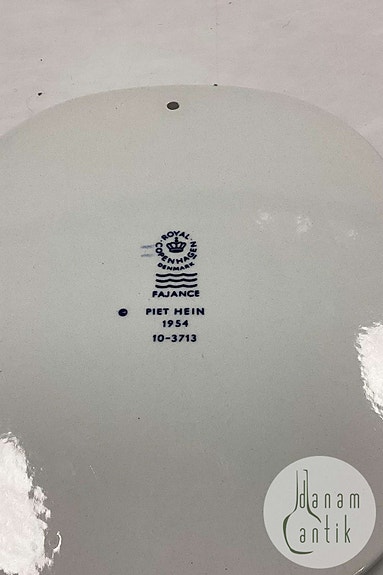 ROYAL
COPENHAGEN
DENMARK
FAJANCE
© PIET HEIN
1954
10-3713
danam
antik